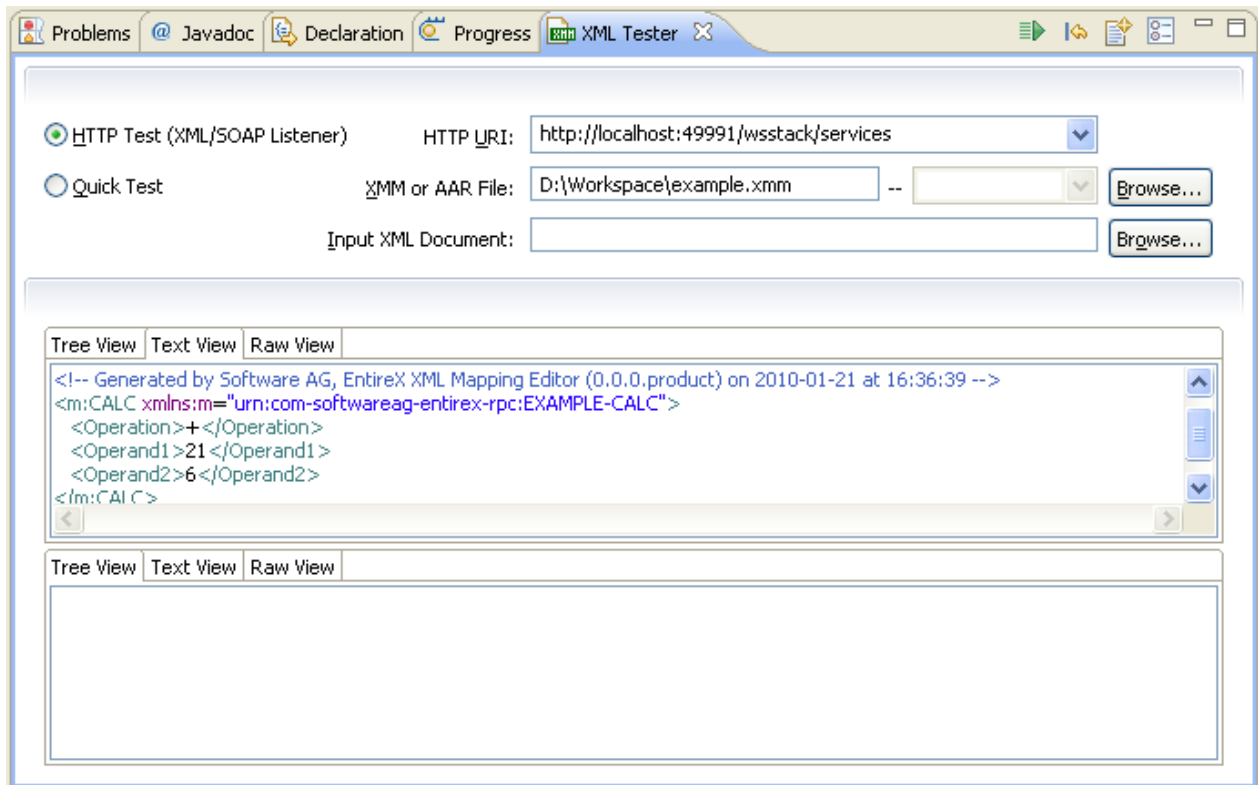 Problems @ Javadoc Declaration Progress XML Tester
HTTP Test (XML/SOAP Listener) HTTP URI: http://localhost:49991/wsstack/services
Quick Test XMM or AAR File: D:\Workspace\example.xmm -- Browse...
Input XML Document: Browse...
Tree View Text View Raw View
<!-- Generated by Software AG, EntireX XML Mapping Editor (0.0.0.product) on 2010-01-21 at 16:36:39 -->
<m:CALC xmlns:m="urn:com-softwareag-entirex-rpc:EXAMPLE-CALC">
<Operation>+</Operation>
<Operand1>21</Operand1>
<Operand2>6</Operand2>
</m:CALC>
Tree View Text View Raw View